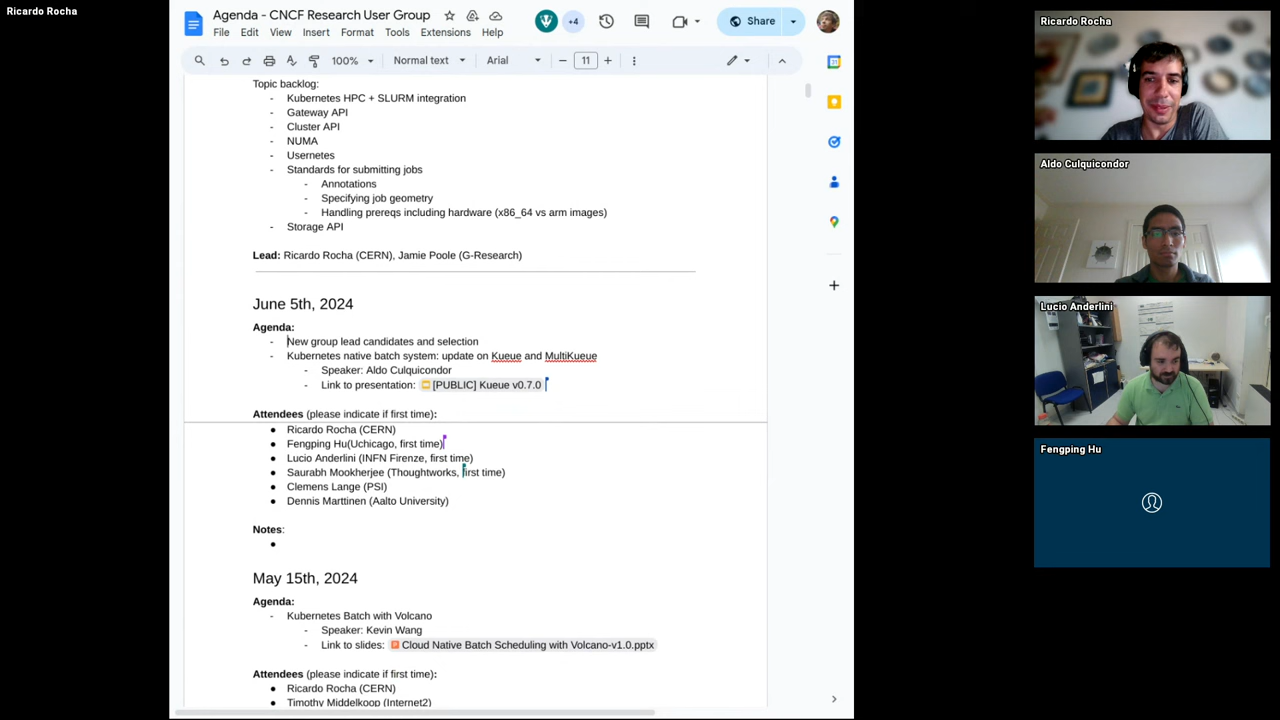 Ricardo Rocha
Agenda - CNCF Research User Group
+4
Share
File Edit View Insert Format Tools Extensions Help
100% Normal text Arial 11
Topic backlog:
- Kubernetes HPC + SLURM integration
- Gateway API
- Cluster API
- NUMA
- Usernetes
- Standards for submitting jobs
- Annotations
- Specifying job geometry
- Handling prereqs including hardware (x86_64 vs arm images)
- Storage API
Lead: Ricardo Rocha (CERN), Jamie Poole (G-Research)
June 5th, 2024
Agenda:
- New group lead candidates and selection
- Kubernetes native batch system: update on Kueue and MultiKueue
- Speaker: Aldo Culquicondor
- Link to presentation: [PUBLIC] Kueue v0.7.0
Attendees (please indicate if first time):
● Ricardo Rocha (CERN)
● Fengping Hu(Uchicago, first time)
● Lucio Anderlini (INFN Firenze, first time)
● Saurabh Mookherjee (Thoughtworks, first time)
● Clemens Lange (PSI)
● Dennis Marttinen (Aalto University)
Notes:
●
May 15th, 2024
Agenda:
- Kubernetes Batch with Volcano
- Speaker: Kevin Wang
- Link to slides: Cloud Native Batch Scheduling with Volcano-v1.0.pptx
Attendees (please indicate if first time):
● Ricardo Rocha (CERN)
● Timothy Middelkoop (Internet2)
Ricardo Rocha
Aldo Culquicondor
Lucio Anderlini
Fengping Hu